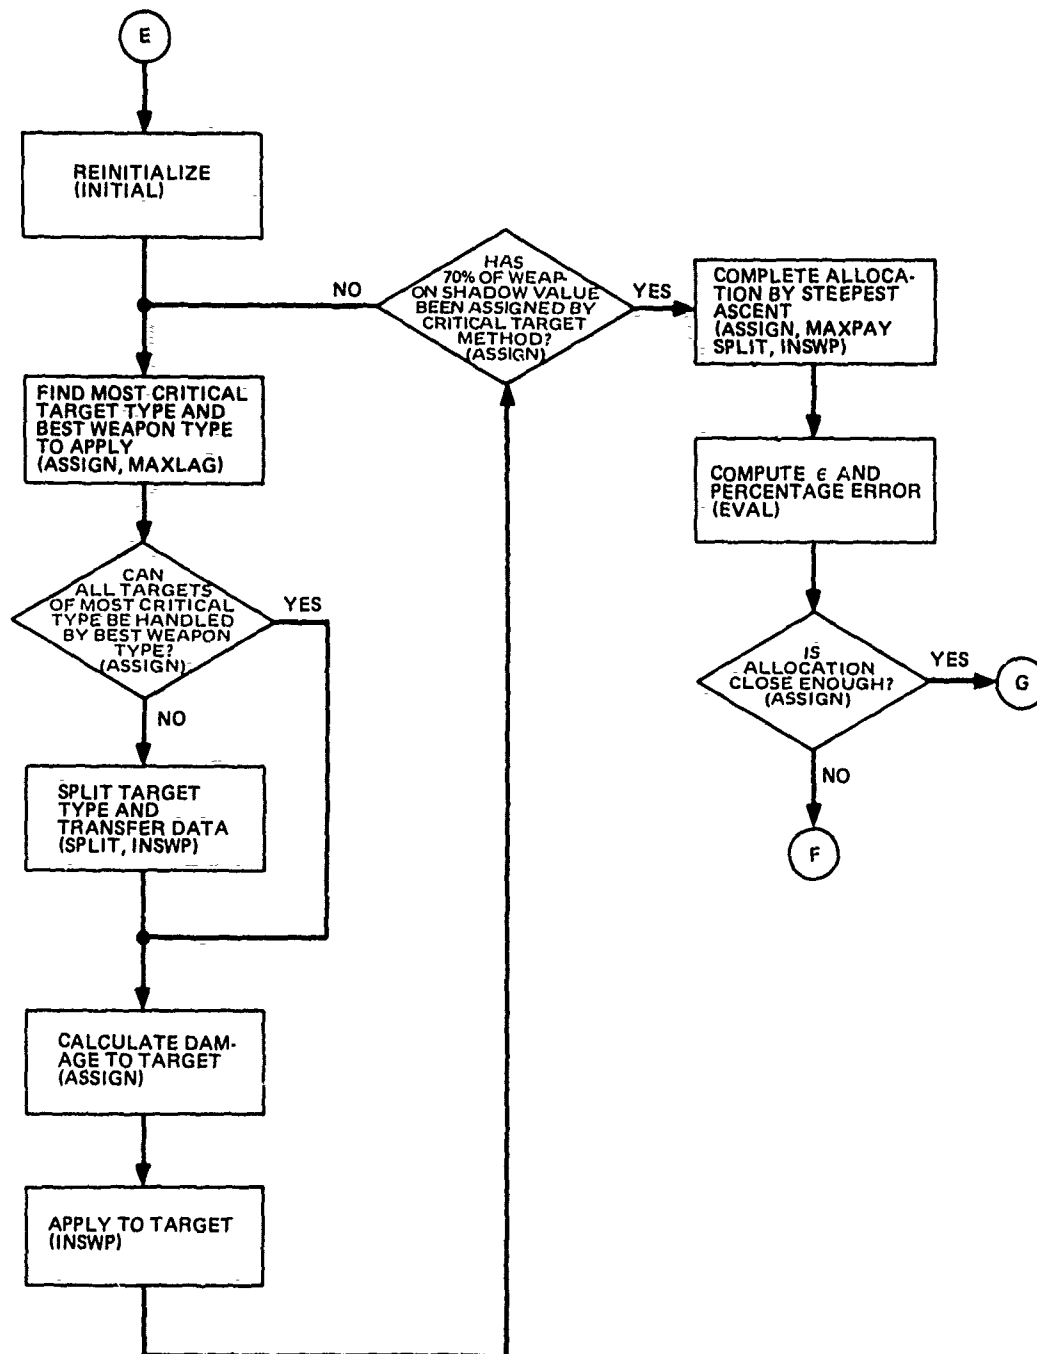 E
REINITIALIZE
(INITIAL)
FIND MOST CRITICAL
TARGET TYPE AND
BEST WEAPON TYPE
TO APPLY
(ASSIGN, MAXLAG)
CAN
ALL TARGETS
OF MOST CRITICAL
TYPE BE HANDLED
BY BEST WEAPON
TYPE?
(ASSIGN)
YES
NO
SPLIT TARGET
TYPE AND
TRANSFER DATA
(SPLIT, INSWP)
CALCULATE DAM-
AGE TO TARGET
(ASSIGN)
APPLY TO TARGET
(INSWP)
HAS
70% OF WEAP-
ON SHADOW VALUE
BEEN ASSIGNED BY
CRITICAL TARGET
METHOD?
(ASSIGN)
NO
YES
COMPLETE ALLOCA-
TION BY STEEPEST
ASCENT
(ASSIGN, MAXPAY
SPLIT, INSWP)
COMPUTE ϵ AND
PERCENTAGE ERROR
(EVAL)
IS
ALLOCATION
CLOSE ENOUGH?
(ASSIGN)
YES
G
NO
F